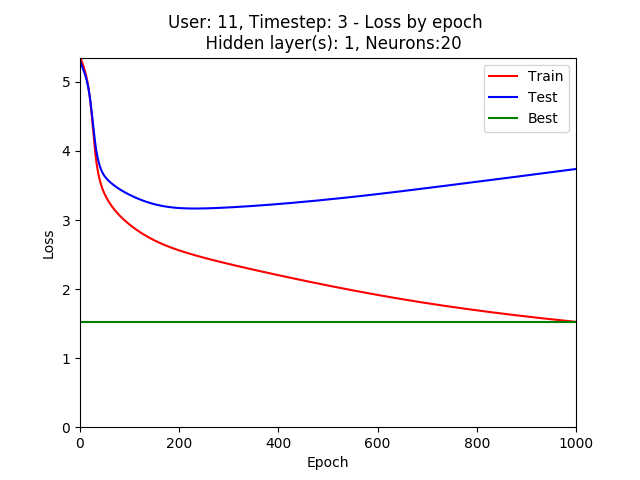 User: 11, Timestep: 3 - Loss by epoch
Hidden layer(s): 1, Neurons:20
Train
Test
Best
5
4
3
2
1
0
Loss
0 200 400 600 800 1000
Epoch